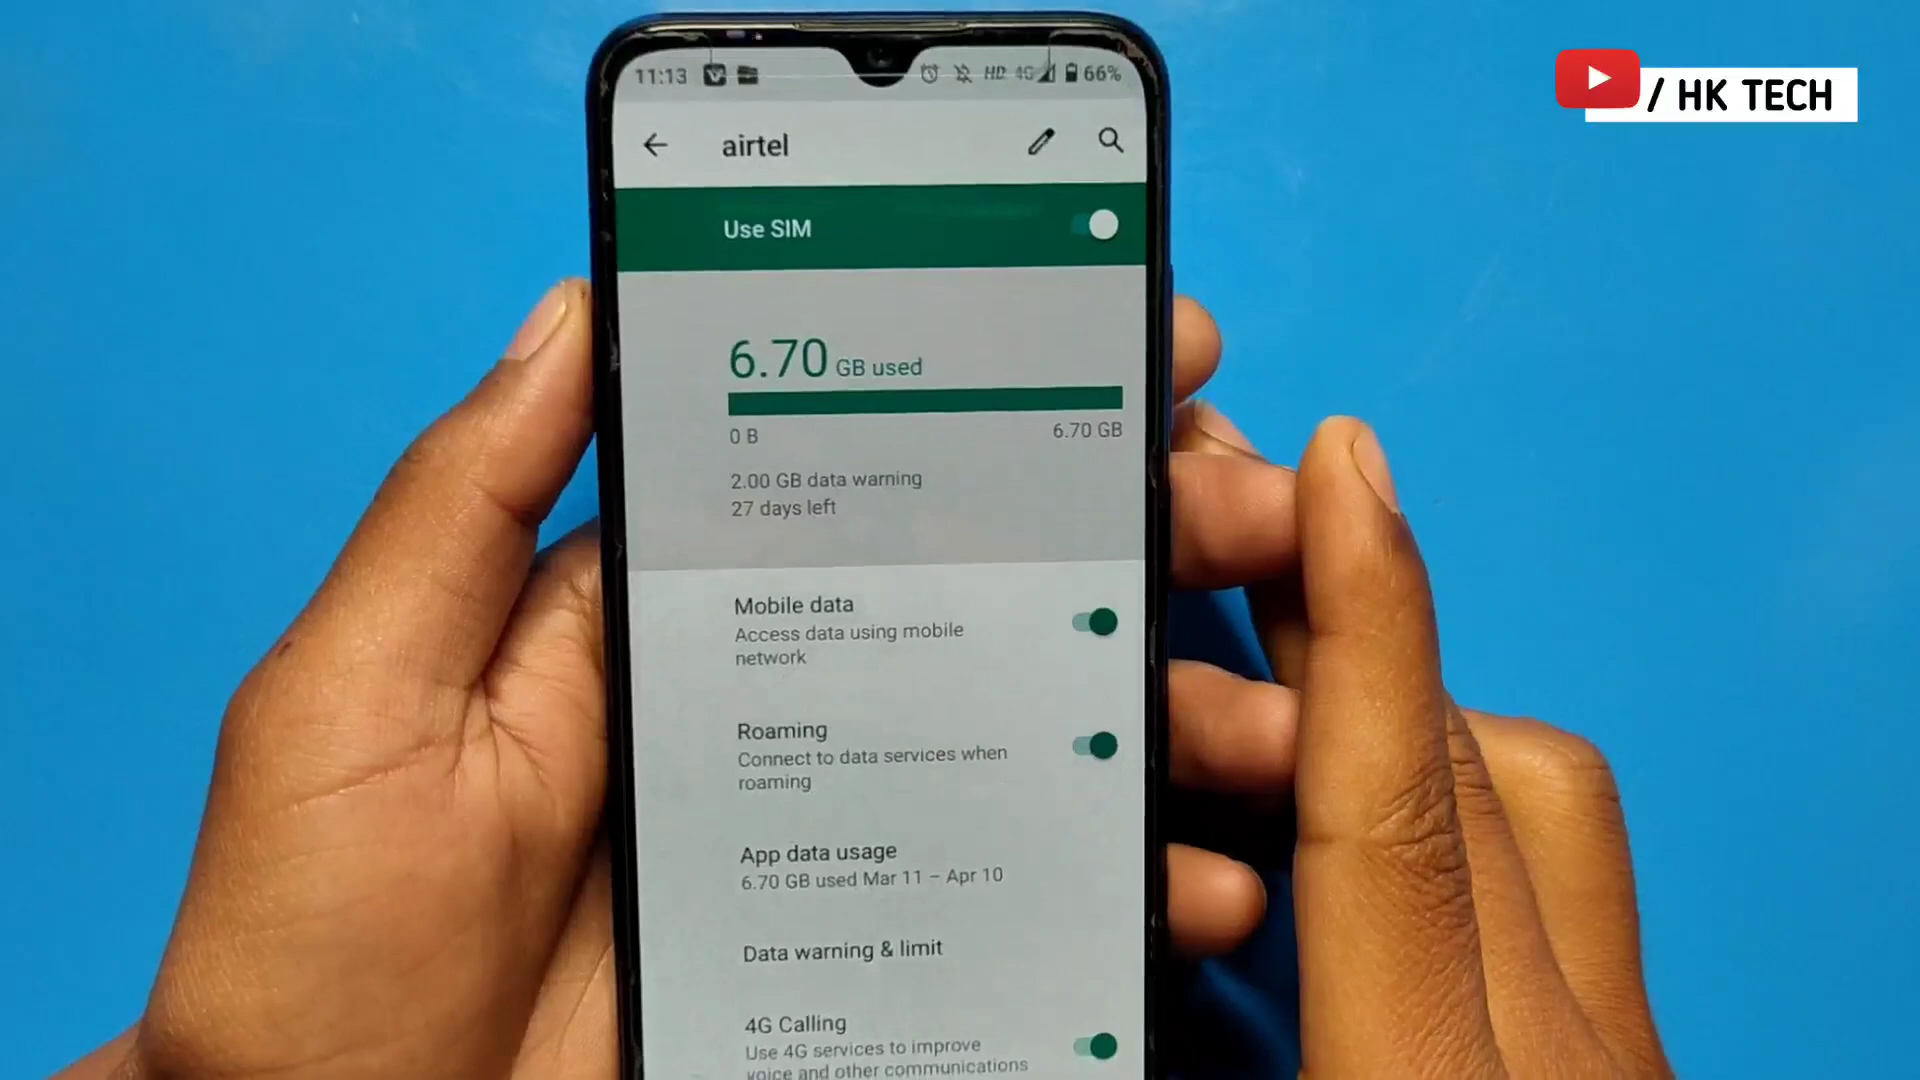 / HK TECH
11:13 HD 4G 66%
airtel
Use SIM
6.70 GB used
0 B 6.70 GB
2.00 GB data warning
27 days left
Mobile data
Access data using mobile
network
Roaming
Connect to data services when
roaming
App data usage
6.70 GB used Mar 11 – Apr 10
Data warning & limit
4G Calling
Use 4G services to improve
voice and other communications